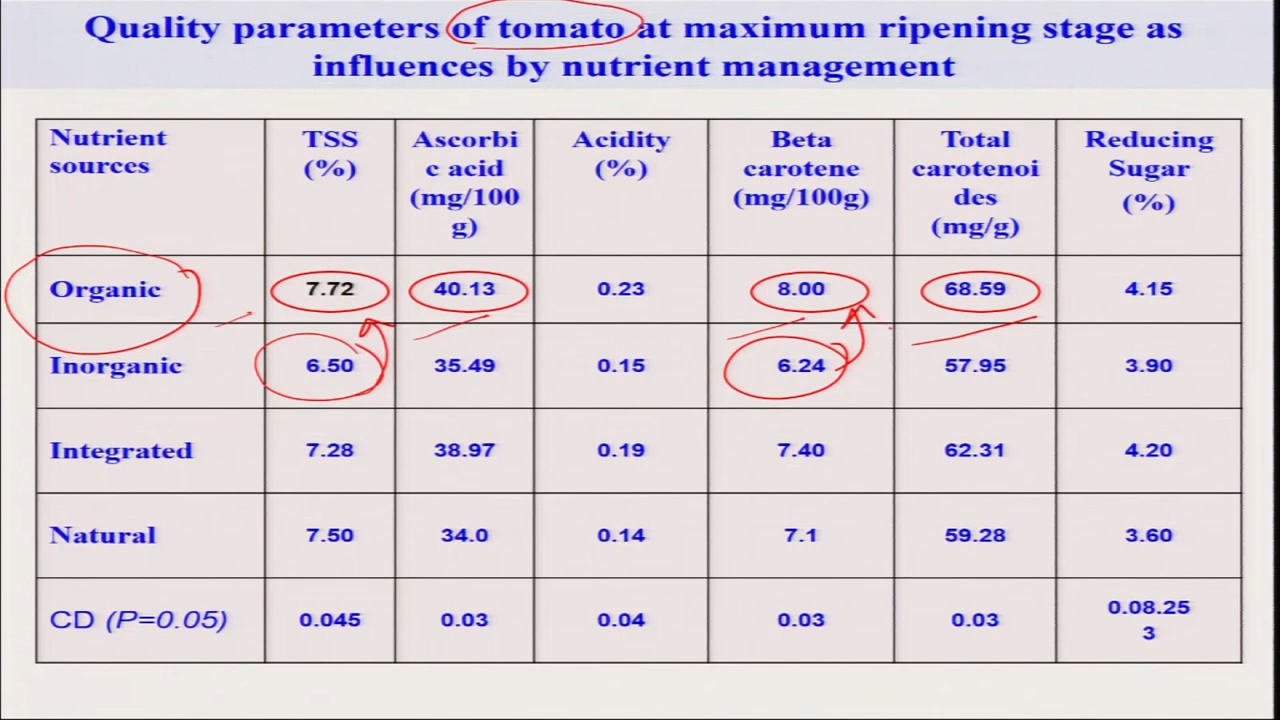 Quality parameters of tomato at maximum ripening stage as
influences by nutrient management
Nutrient
sources
TSS
(%)
Ascorbi
c acid
(mg/100
g)
Acidity
(%)
Beta
carotene
(mg/100g)
Total
carotenoi
des
(mg/g)
Reducing
Sugar
(%)
Organic 7.72 40.13 0.23 8.00 68.59 4.15
Inorganic 6.50 35.49 0.15 6.24 57.95 3.90
Integrated 7.28 38.97 0.19 7.40 62.31 4.20
Natural 7.50 34.0 0.14 7.1 59.28 3.60
CD (P=0.05) 0.045 0.03 0.04 0.03 0.03 0.08.25
3